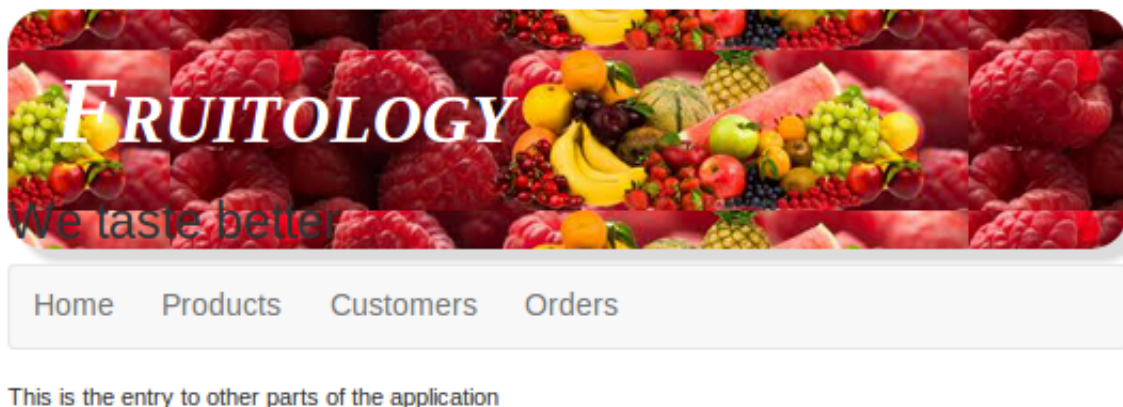 FRUITOLOGY
We taste better
Home Products Customers Orders
This is the entry to other parts of the application